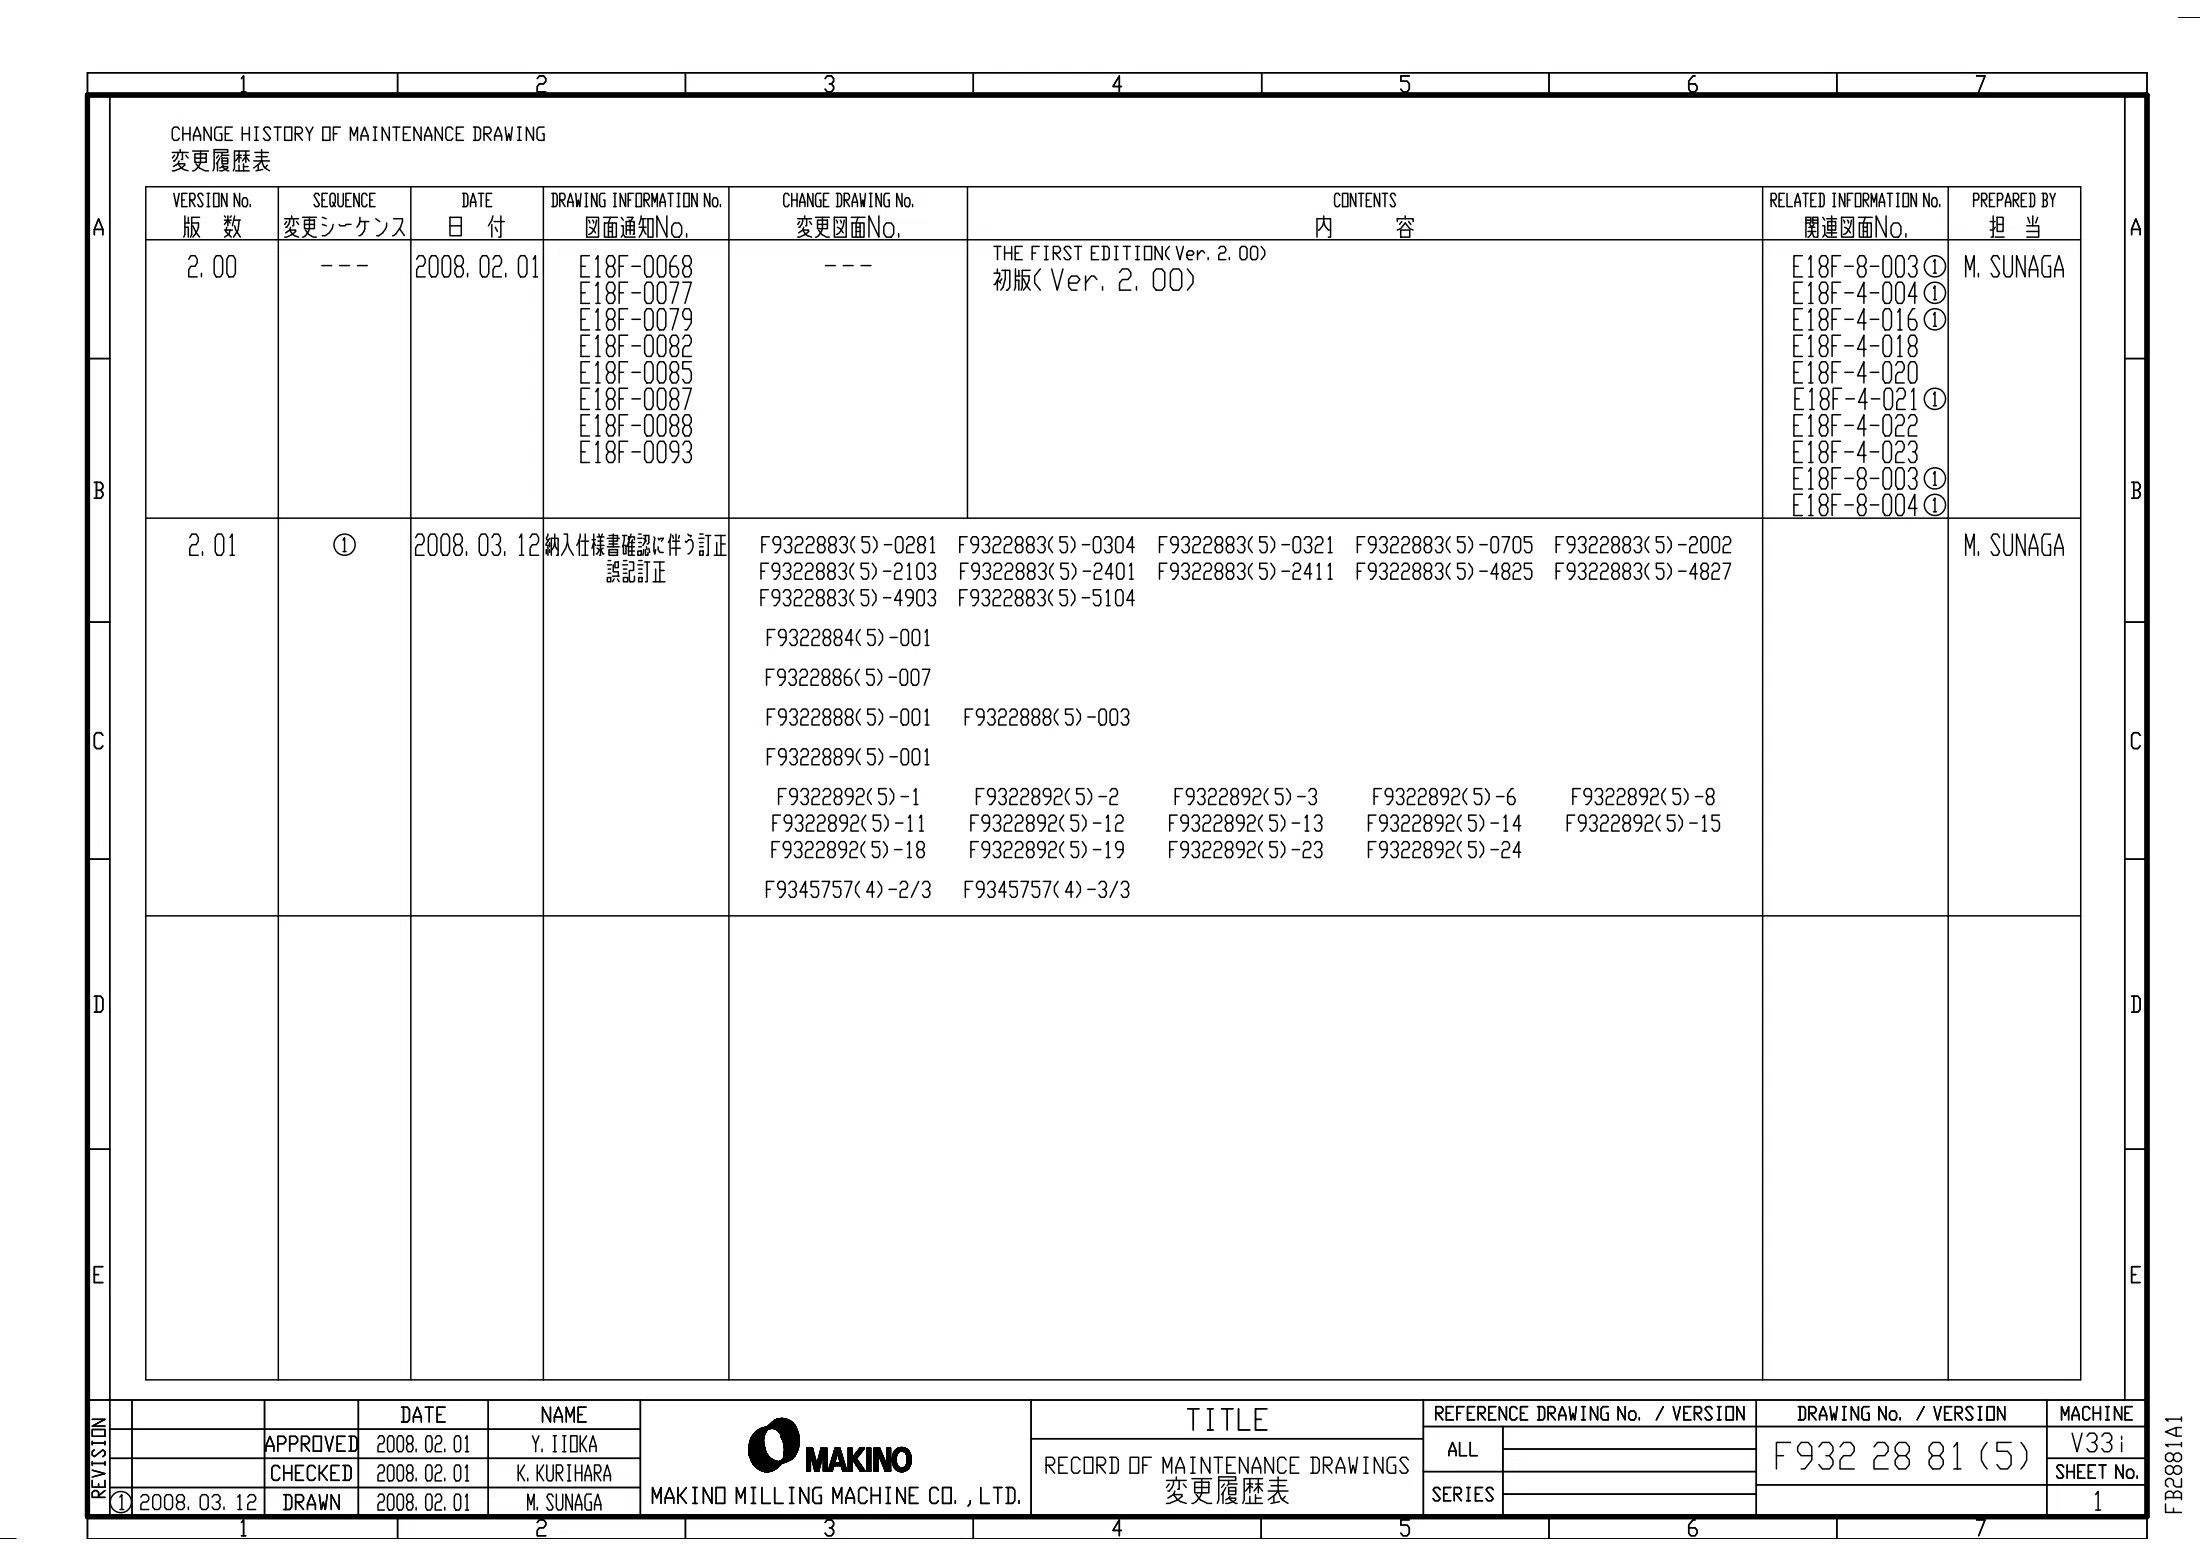 1 2 3 4 5 6 7
CHANGE HISTORY OF MAINTENANCE DRAWING
変更履歴表
VERSION No. SEQUENCE DATE DRAWING INFORMATION No. CHANGE DRAWING No. CONTENTS RELATED INFORMATION No. PREPARED BY
版 数 変更シーケンス 日 付 図面通知No. 変更図面No. 内 容 関連図面No. 担 当
A A
THE FIRST EDITION(Ver. 2. 00)
2. 00 --- 2008. 02. 01 E18F-0068 --- 初版(Ver. 2. 00) E18F-8-003① M. SUNAGA
E18F-0077 E18F-4-004①
E18F-0079 E18F-4-016①
E18F-0082 E18F-4-018
E18F-0085 E18F-4-020
E18F-0087 E18F-4-021①
E18F-0088 E18F-4-022
E18F-0093 E18F-4-023
E18F-8-003①
B B
E18F-8-004①
2. 01 ① 2008. 03. 12 納入仕様書確認に伴う訂正 F9322883(5)-0281 F9322883(5)-0304 F9322883(5)-0321 F9322883(5)-0705 F9322883(5)-2002 M. SUNAGA
誤記訂正 F9322883(5)-2103 F9322883(5)-2401 F9322883(5)-2411 F9322883(5)-4825 F9322883(5)-4827
F9322883(5)-4903 F9322883(5)-5104
F9322884(5)-001
F9322886(5)-007
F9322888(5)-001 F9322888(5)-003
C C
F9322889(5)-001
F9322892(5)-1 F9322892(5)-2 F9322892(5)-3 F9322892(5)-6 F9322892(5)-8
F9322892(5)-11 F9322892(5)-12 F9322892(5)-13 F9322892(5)-14 F9322892(5)-15
F9322892(5)-18 F9322892(5)-19 F9322892(5)-23 F9322892(5)-24
F9345757(4)-2/3 F9345757(4)-3/3
D D
E E
REVISION
DATE NAME
APPROVED 2008. 02. 01 Y. IIOKA
CHECKED 2008. 02. 01 K. KURIHARA
① 2008. 03. 12 DRAWN 2008. 02. 01 M. SUNAGA
MAKINO
MAKINO MILLING MACHINE CO. , LTD.
TITLE
RECORD OF MAINTENANCE DRAWINGS
変更履歴表
REFERENCE DRAWING No. / VERSION
ALL
SERIES
DRAWING No. / VERSION
F932 28 81 (5)
MACHINE
V33i
SHEET No.
1
FB2881A1
1 2 3 4 5 6 7